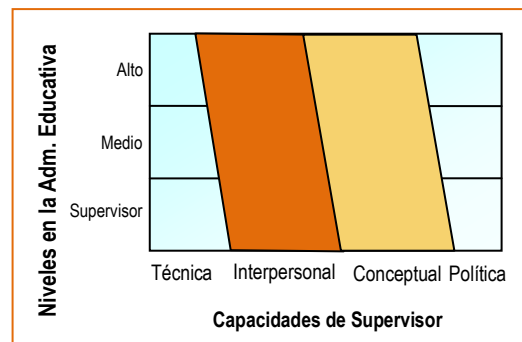 Niveles en la Adm. Educativa
Alto
Medio
Supervisor
Técnica Interpersonal Conceptual Política
Capacidades de Supervisor